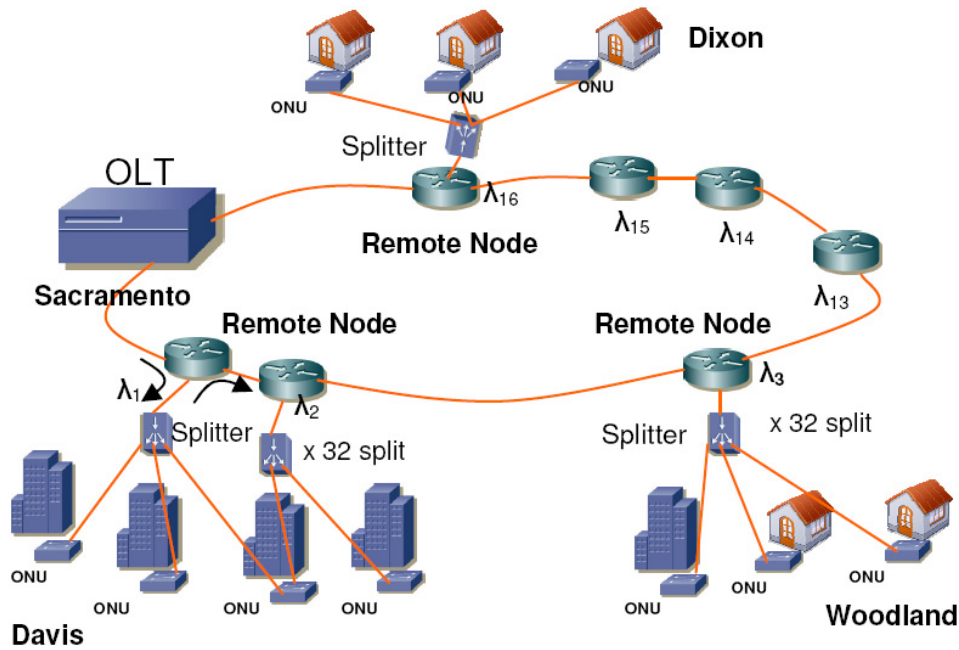 Dixon
ONU
ONU
ONU
Splitter
OLT
λ16
λ15
λ14
Remote Node
λ13
Sacramento
Remote Node
Remote Node
λ1
λ2
λ3
Splitter
x 32 split
Splitter
x 32 split
ONU
ONU
ONU
ONU
ONU
ONU
ONU
Davis
Woodland